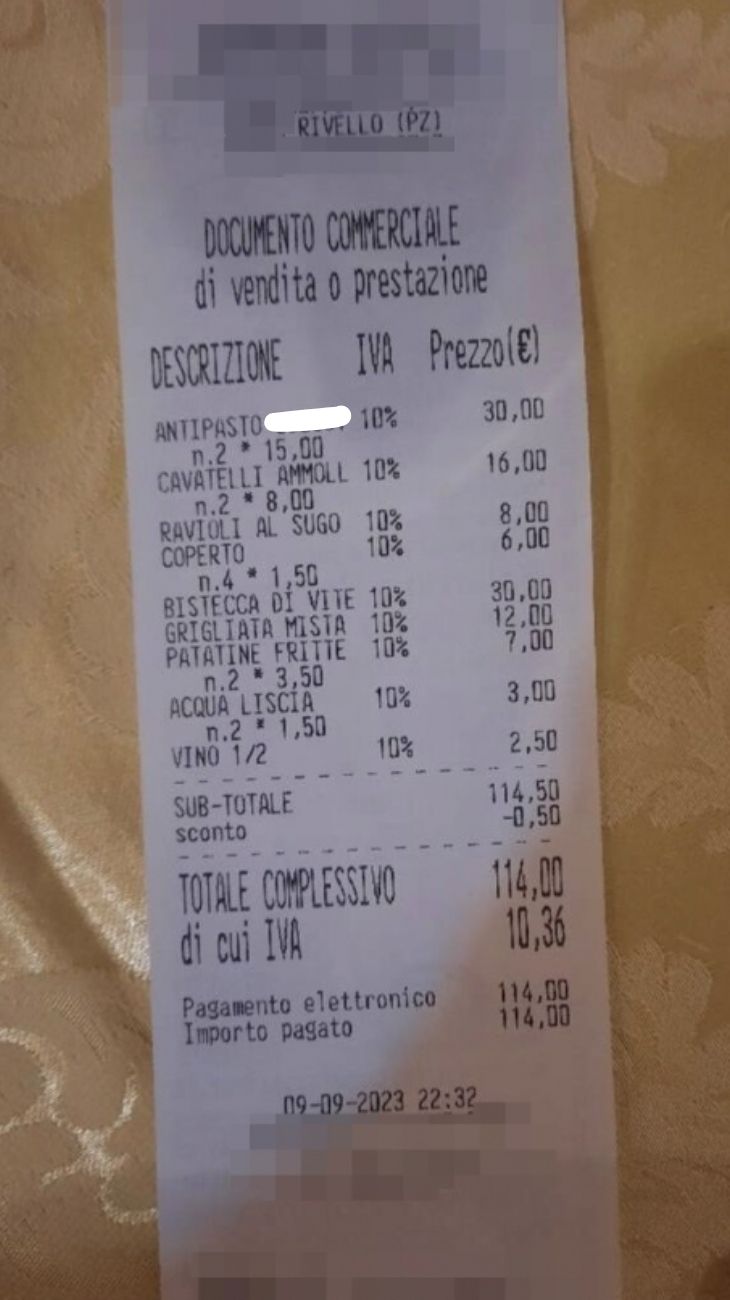 RIVELLO (PZ)
DOCUMENTO COMMERCIALE
di vendita o prestazione
DESCRIZIONE IVA Prezzo(€)
ANTIPASTO 10% 30,00
n.2 * 15,00
CAVATELLI AMMOLL 10% 16,00
n.2 * 8,00
RAVIOLI AL SUGO 10% 8,00
COPERTO 10% 6,00
n.4 * 1,50
BISTECCA DI VITE 10% 30,00
GRIGLIATA MISTA 10% 12,00
PATATINE FRITTE 10% 7,00
n.2 * 3,50
ACQUA LISCIA 10% 3,00
n.2 * 1,50
VINO 1/2 10% 2,50
SUB-TOTALE 114,50
sconto -0,50
TOTALE COMPLESSIVO 114,00
di cui IVA 10,36
Pagamento elettronico 114,00
Importo pagato 114,00
09-09-2023 22:32